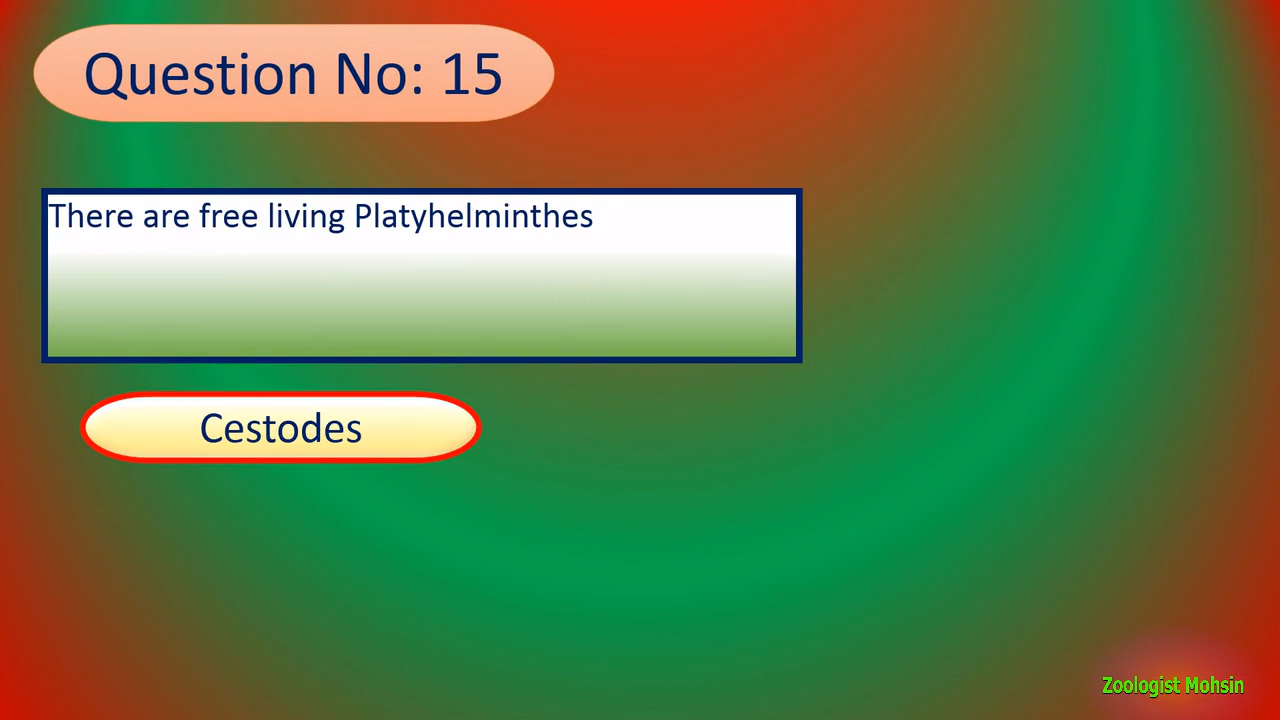 Question No: 15
There are free living Platyhelminthes
Cestodes
Zoologist Mohsin